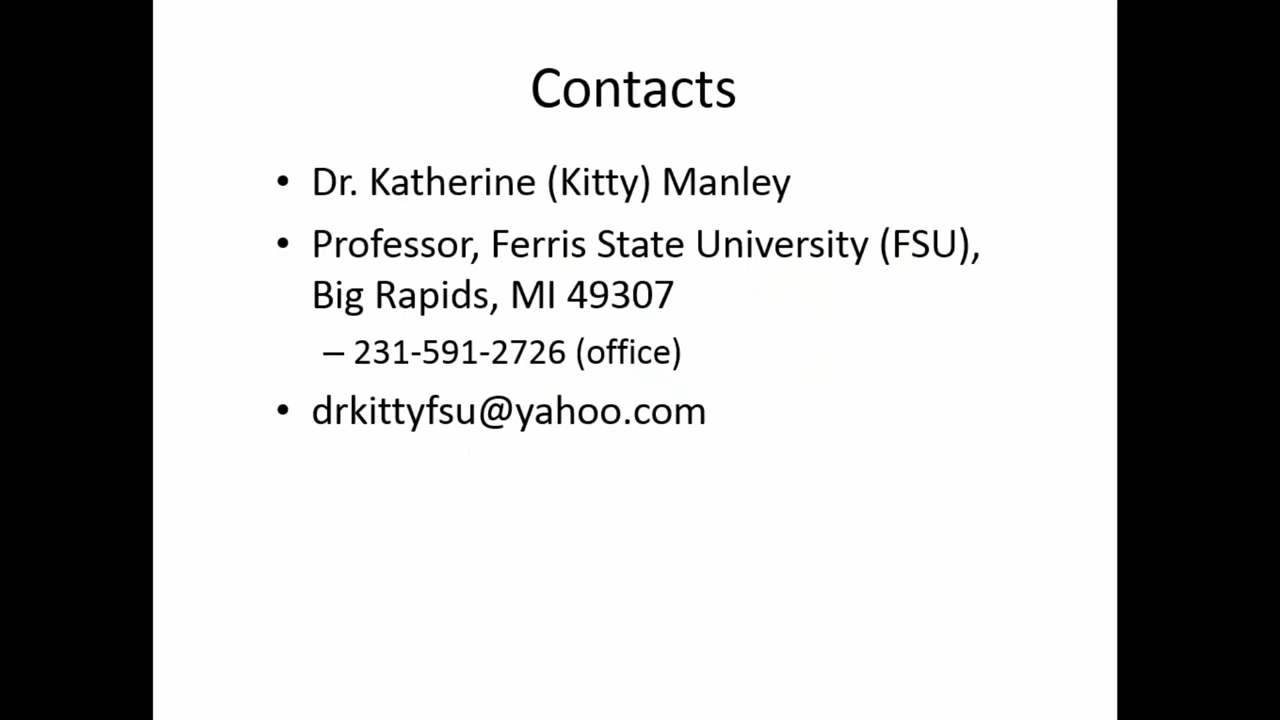 Contacts
• Dr. Katherine (Kitty) Manley
• Professor, Ferris State University (FSU),
Big Rapids, MI 49307
– 231-591-2726 (office)
• drkittyfsu@yahoo.com